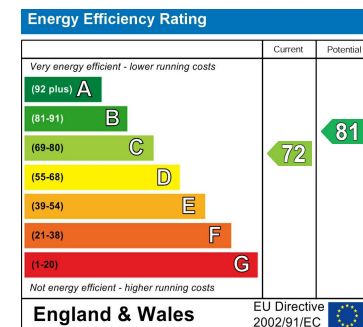 Energy Efficiency Rating
Current Potential
Very energy efficient - lower running costs
(92 plus) A
(81-91) B
(69-80) C
(55-68) D
(39-54) E
(21-38) F
(1-20) G
72
81
Not energy efficient - higher running costs
England & Wales
EU Directive
2002/91/EC